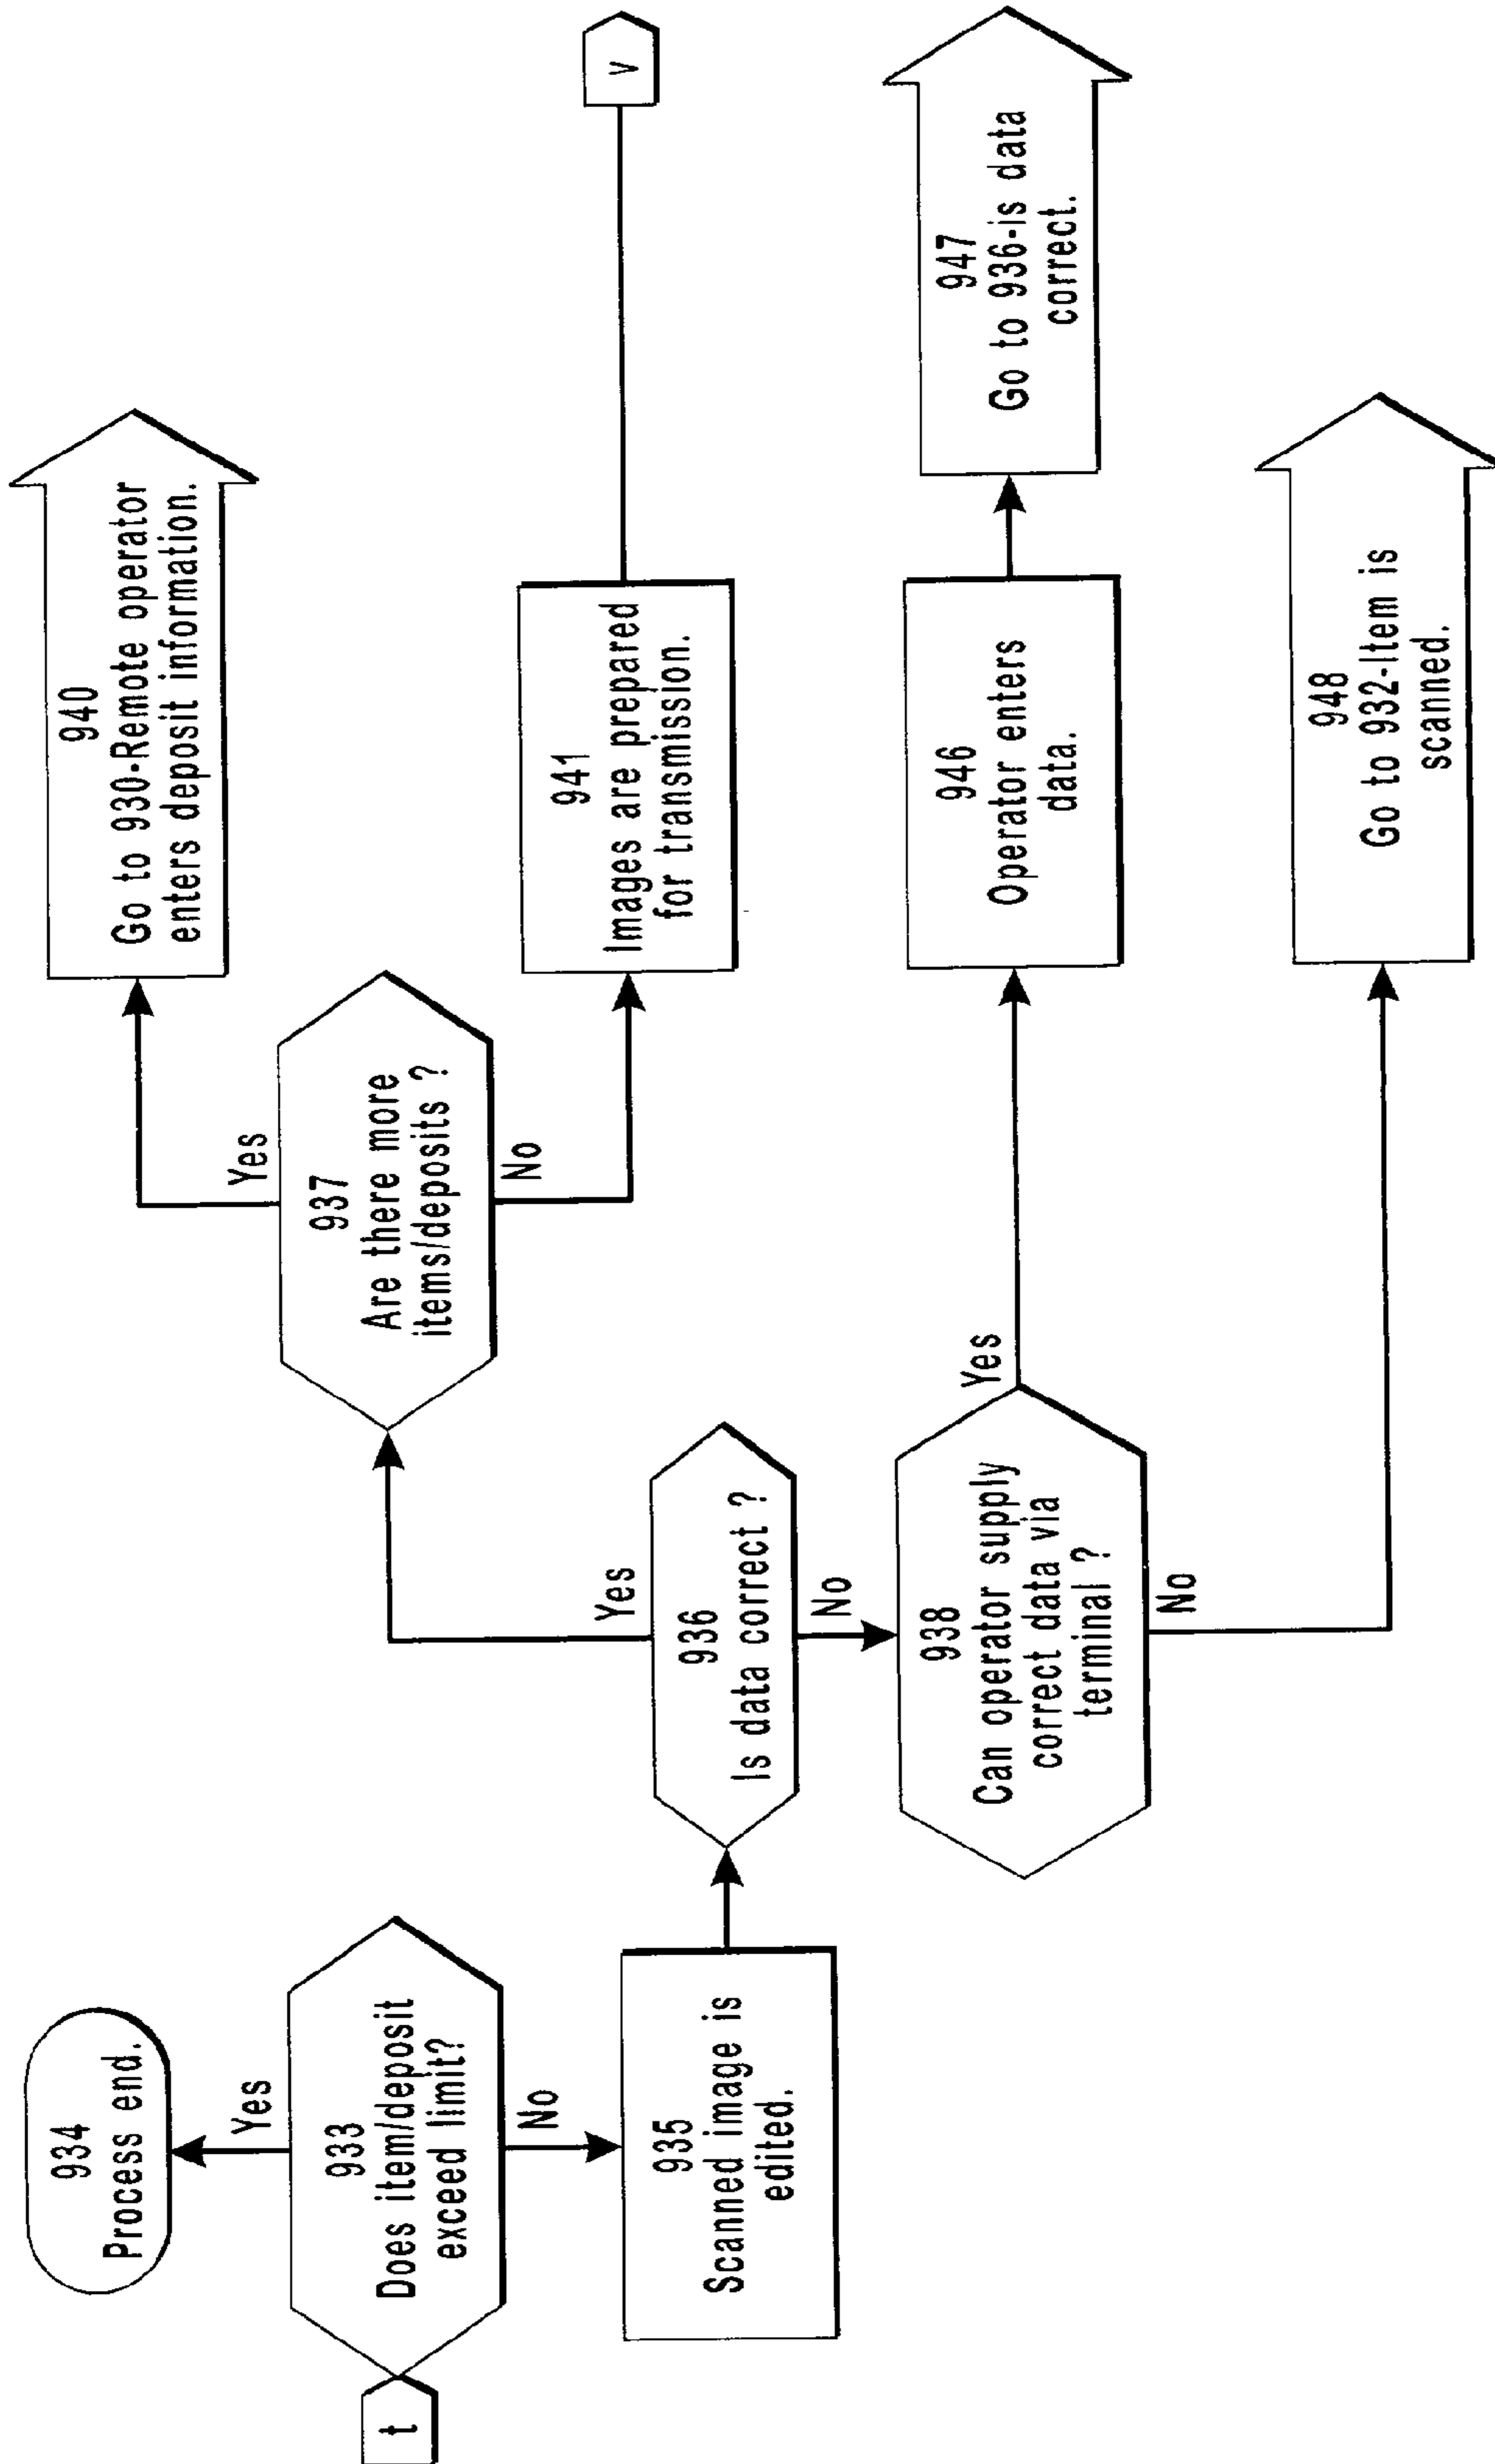 t
933
Does item/deposit
exceed limit?
Yes
934
Process end.
No
935
Scanned image is
edited.
936
Is data correct ?
Yes
937
Are there more
items/deposits ?
Yes
940
Go to 930-Remote operator
enters deposit information.
No
941
Images are prepared
for transmission.
v
No
938
Can operator supply
correct data via
terminal ?
Yes
946
Operator enters
data.
947
Go to 936-is data
correct.
No
948
Go to 932-Item is
scanned.